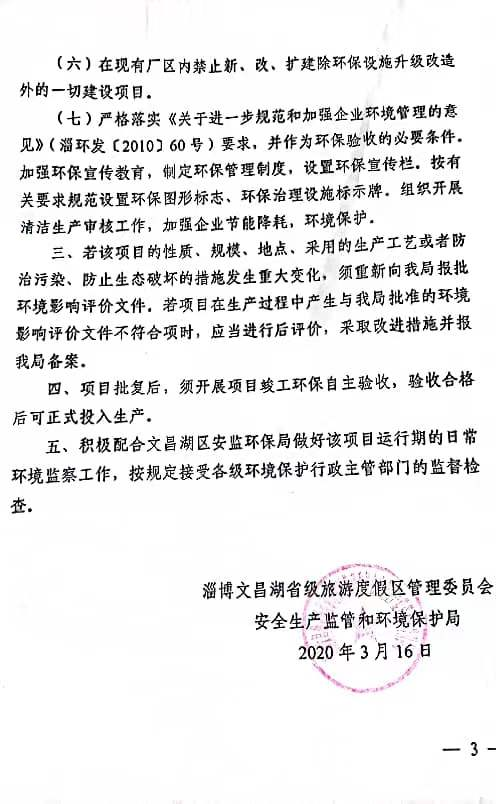 （六）在现有厂区内禁止新、改、扩建除环保设施升级改造
外的一切建设项目。
（七）严格落实《关于进一步规范和加强企业环境管理的意
见》（淄环发〔2010〕60号）要求，并作为环保验收的必要条件。
加强环保宣传教育，制定环保管理制度，设置环保宣传栏。按有
关要求规范设置环保图形标志、环保治理设施标示牌。组织开展
清洁生产审核工作，加强企业节能降耗，环境保护。
三、若该项目的性质、规模、地点、采用的生产工艺或者防
治污染、防止生态破坏的措施发生重大变化，须重新向我局报批
环境影响评价文件。若项目在生产过程中产生与我局批准的环境
影响评价文件不符合项时，应当进行后评价，采取改进措施并报
我局备案。
四、项目批复后，须开展项目竣工环保自主验收，验收合格
后可正式投入生产。
五、积极配合文昌湖区安监环保局做好该项目运行期的日常
环境监察工作，按规定接受各级环境保护行政主管部门的监督检
查。
淄博文昌湖省级旅游度假区管理委员会
安全生产监管和环境保护局
2020年3月16日
— 3 —